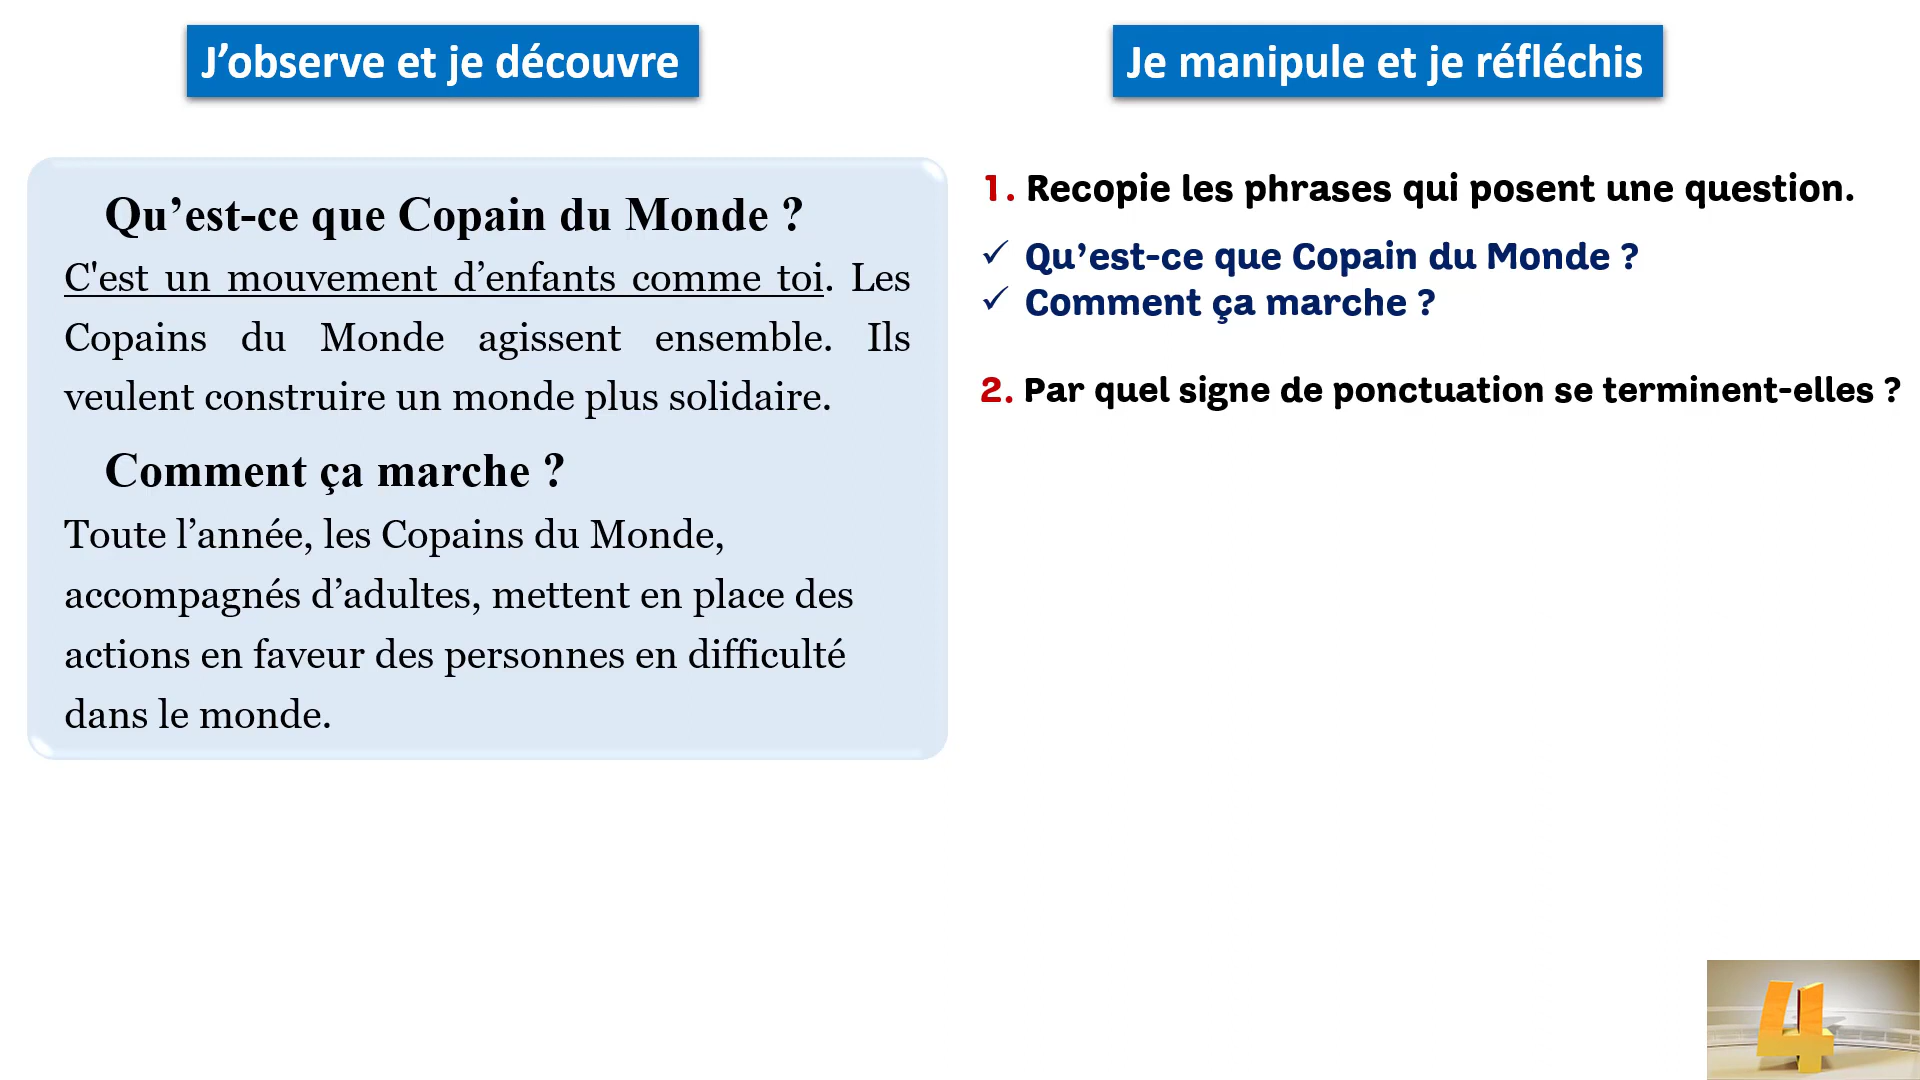 J’observe et je découvre
Qu’est-ce que Copain du Monde ?
C'est un mouvement d’enfants comme toi. Les
Copains du Monde agissent ensemble. Ils
veulent construire un monde plus solidaire.
Comment ça marche ?
Toute l’année, les Copains du Monde,
accompagnés d’adultes, mettent en place des
actions en faveur des personnes en difficulté
dans le monde.
Je manipule et je réfléchis
1. Recopie les phrases qui posent une question.
✓ Qu’est-ce que Copain du Monde ?
✓ Comment ça marche ?
2. Par quel signe de ponctuation se terminent-elles ?
4